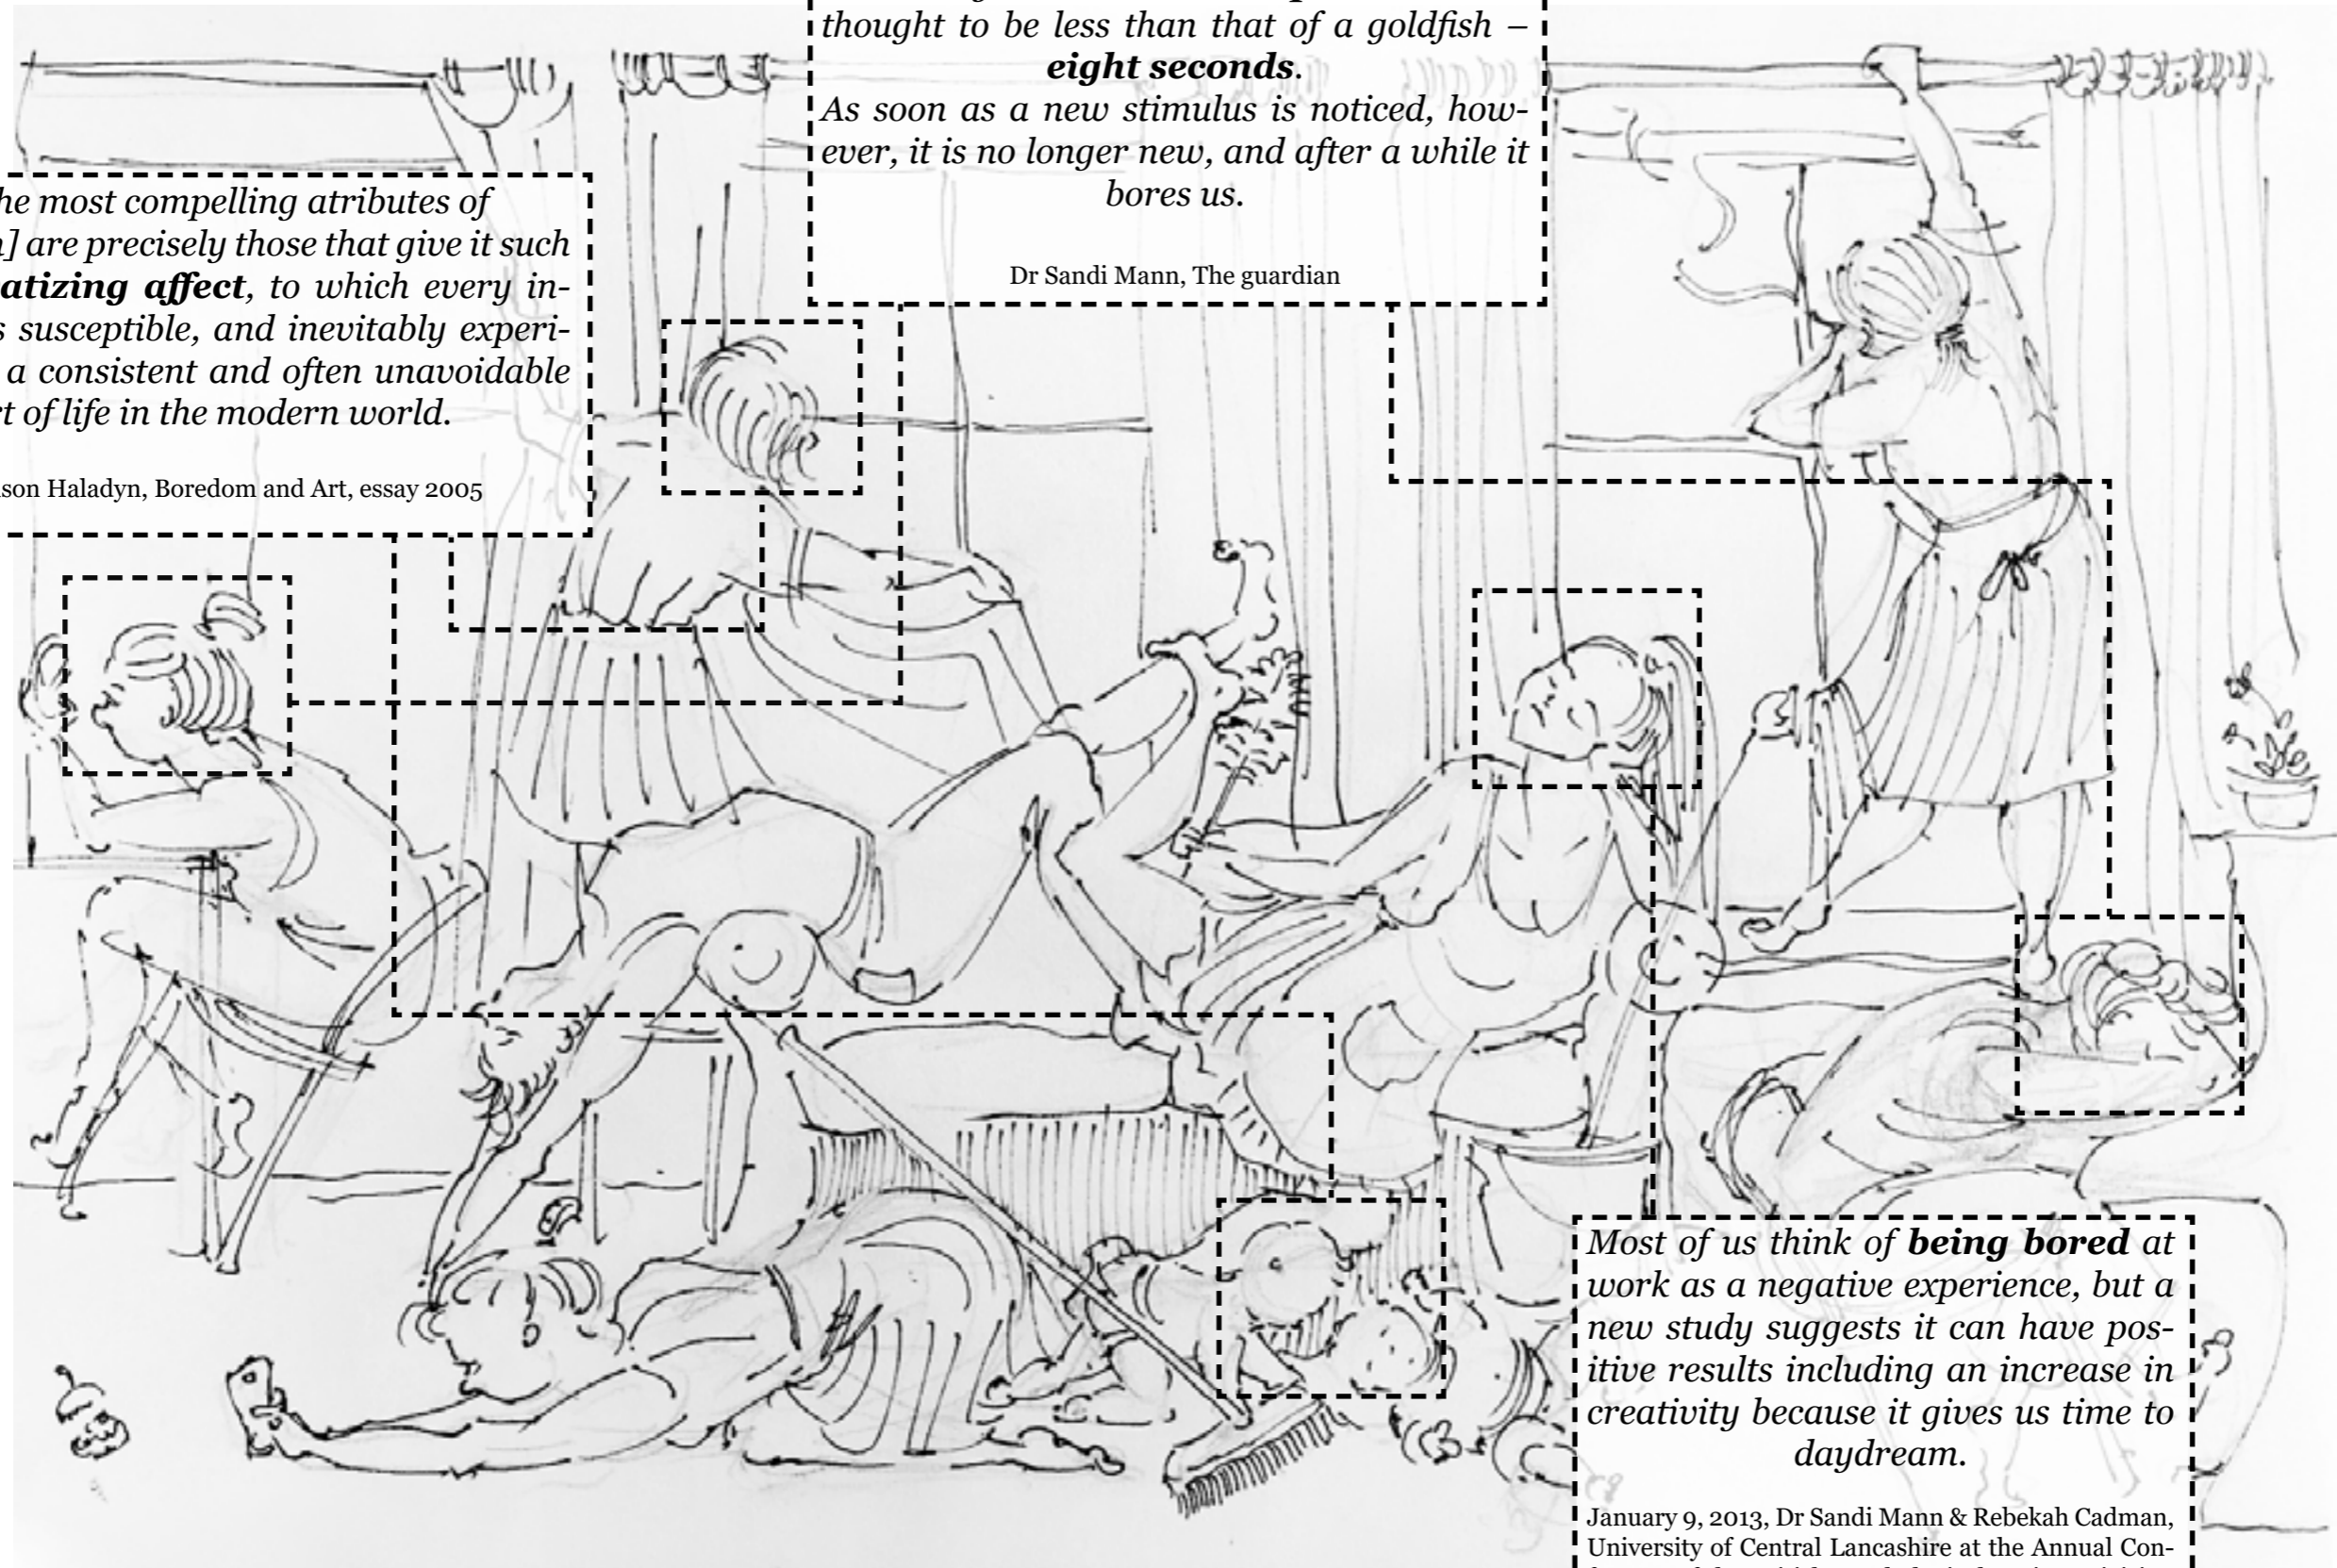 thought to be less than that of a goldfish –
eight seconds.
As soon as a new stimulus is noticed, how-
ever, it is no longer new, and after a while it
bores us.
Dr Sandi Mann, The guardian
he most compelling atributes of
] are precisely those that give it such
atizing affect, to which every in-
s susceptible, and inevitably experi-
a consistent and often unavoidable
rt of life in the modern world.
son Haladyn, Boredom and Art, essay 2005
Most of us think of being bored at
work as a negative experience, but a
new study suggests it can have pos-
itive results including an increase in
creativity because it gives us time to
daydream.
January 9, 2013, Dr Sandi Mann & Rebekah Cadman,
University of Central Lancashire at the Annual Con-